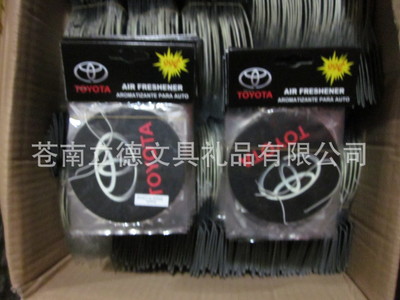 TOYOTA
AIR FRESHENER
AROMATIZANTE PARA AUTO
TOYOTA
TOYOTA
AIR FRESHENER
AROMATIZANTE PARA AUTO
TOYOTA
苍南立德文具礼品有限公司